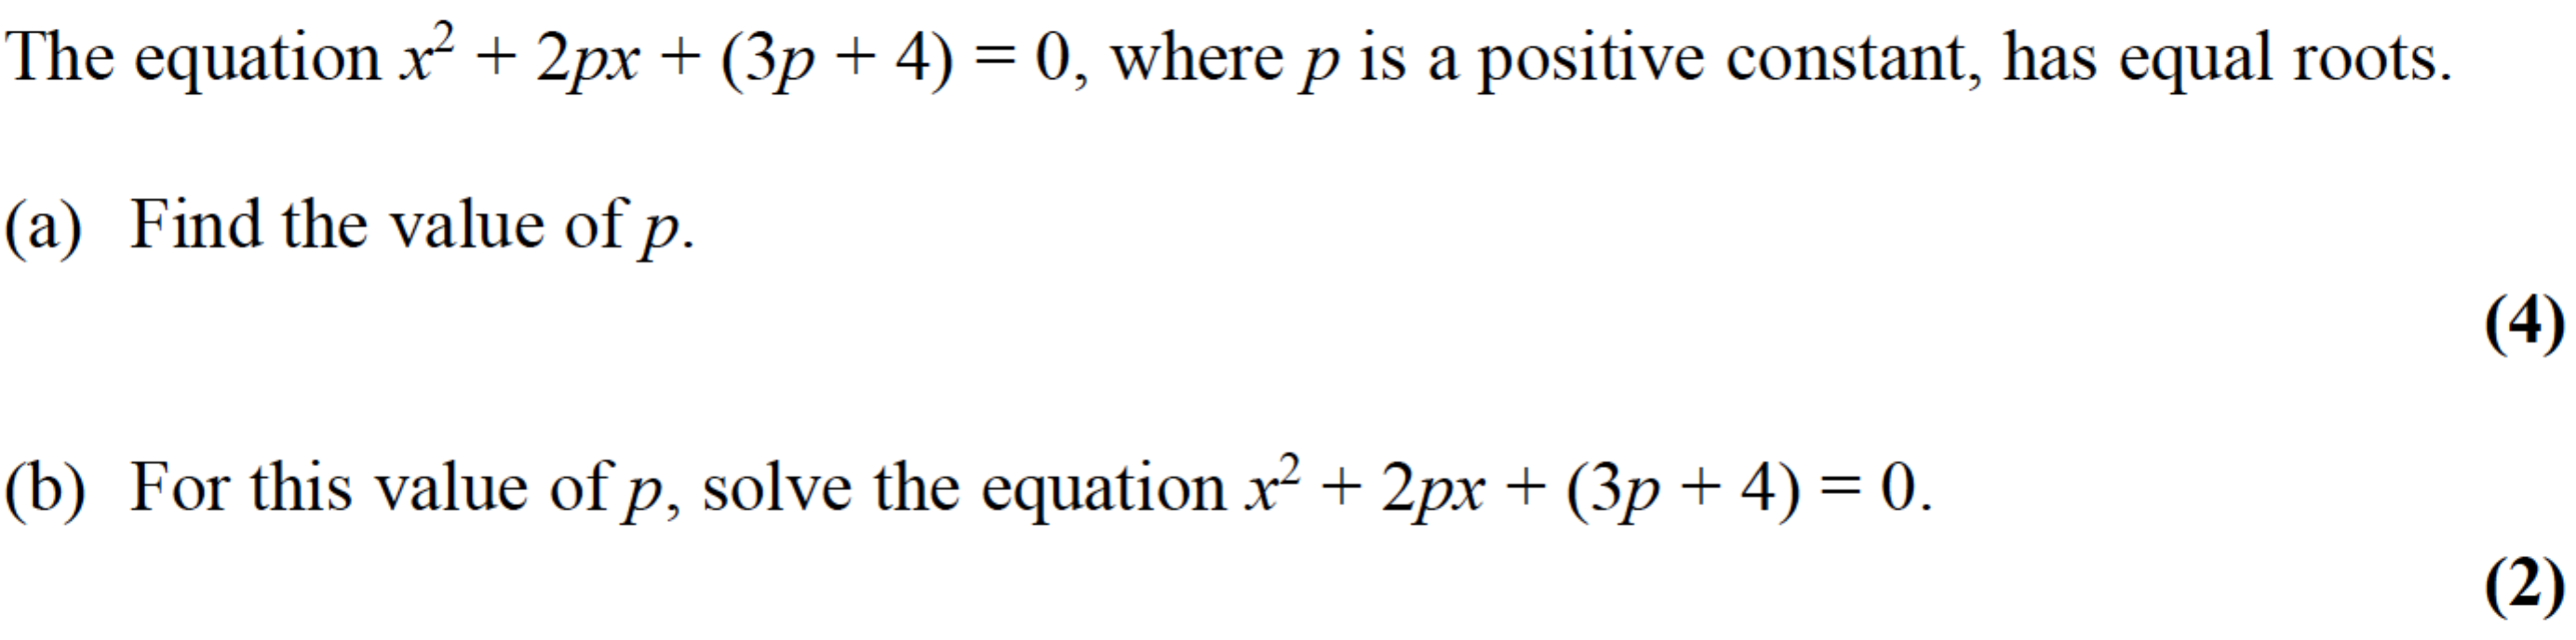 The equation x² + 2px + (3p + 4) = 0, where p is a positive constant, has equal roots.
(a) Find the value of p.
(4)
(b) For this value of p, solve the equation x² + 2px + (3p + 4) = 0.
(2)